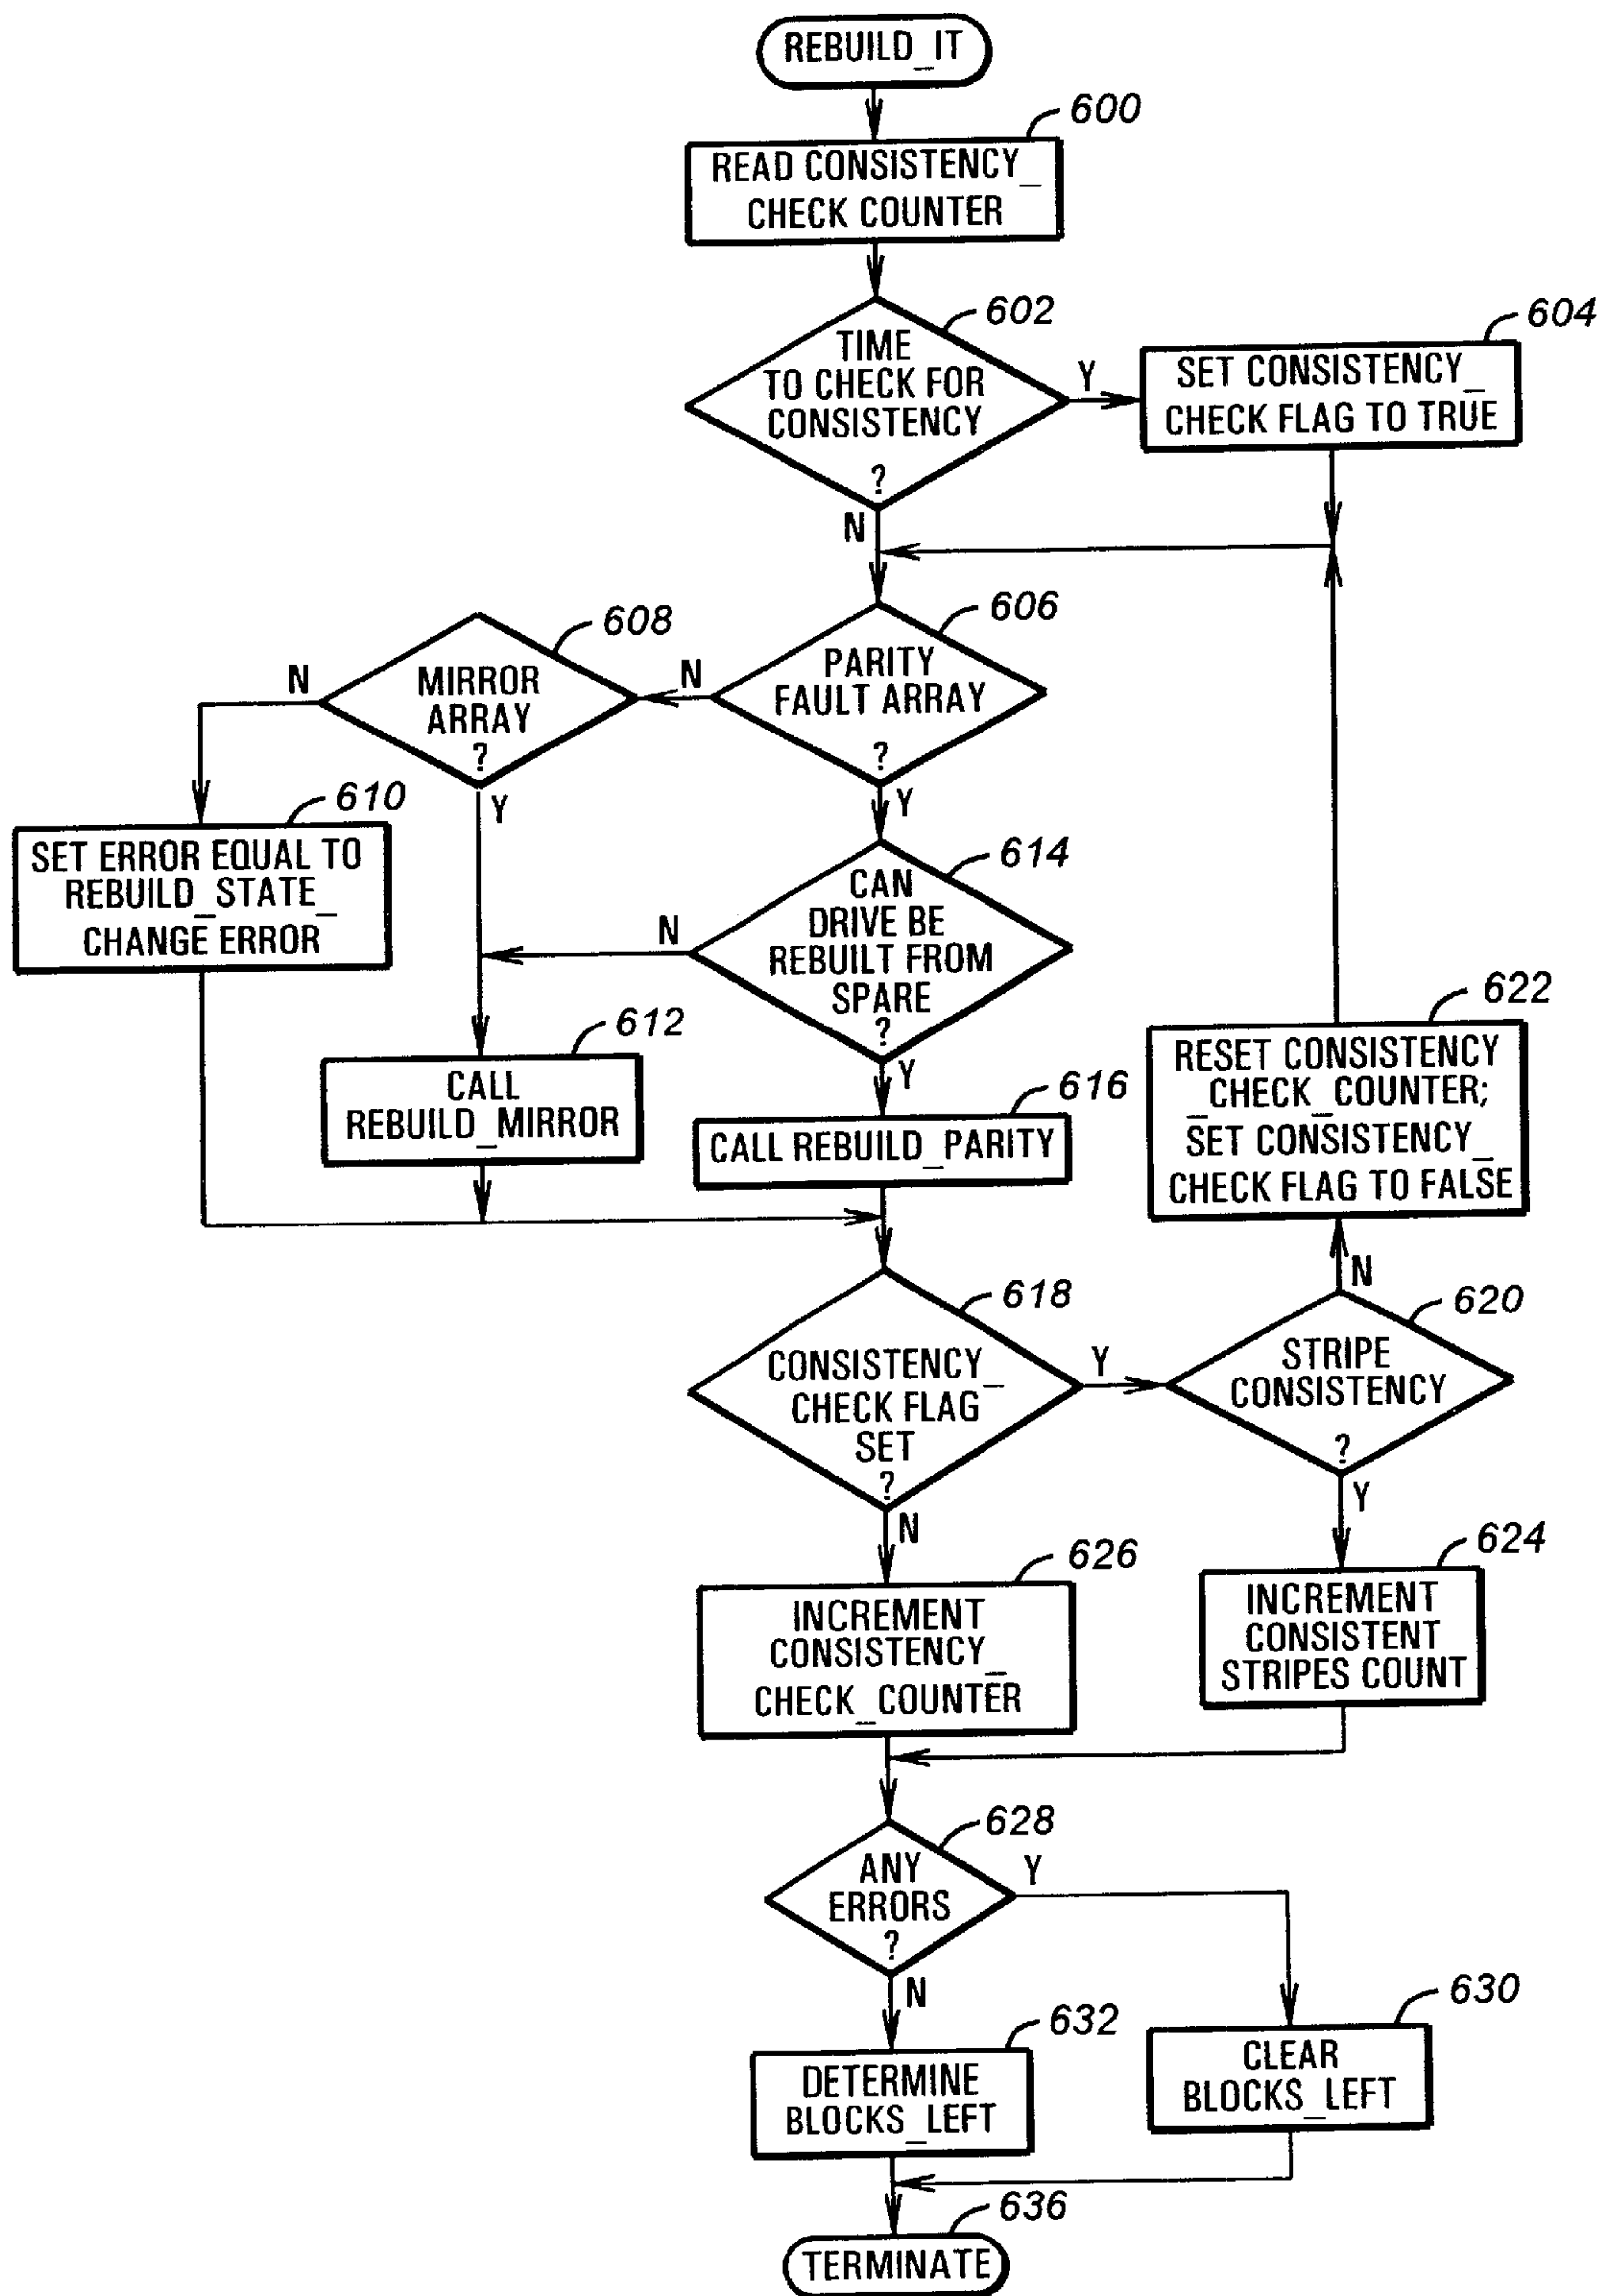 REBUILD_IT
600
READ CONSISTENCY_
CHECK COUNTER
602
TIME
TO CHECK FOR
CONSISTENCY
?
Y
N
604
SET CONSISTENCY_
CHECK FLAG TO TRUE
606
PARITY
FAULT ARRAY
?
N
Y
608
MIRROR
ARRAY
?
N
Y
610
SET ERROR EQUAL TO
REBUILD_STATE_
CHANGE ERROR
614
CAN
DRIVE BE
REBUILT FROM
SPARE
?
N
Y
612
CALL
REBUILD_MIRROR
616
CALL REBUILD_PARITY
622
RESET CONSISTENCY
_CHECK_COUNTER;
SET CONSISTENCY_
CHECK FLAG TO FALSE
618
CONSISTENCY_
CHECK FLAG
SET
?
Y
N
620
N
STRIPE
CONSISTENCY
?
Y
626
INCREMENT
CONSISTENCY_
CHECK_COUNTER
624
INCREMENT
CONSISTENT
STRIPES COUNT
628
ANY
ERRORS
?
Y
N
632
DETERMINE
BLOCKS_LEFT
630
CLEAR
BLOCKS_LEFT
636
TERMINATE